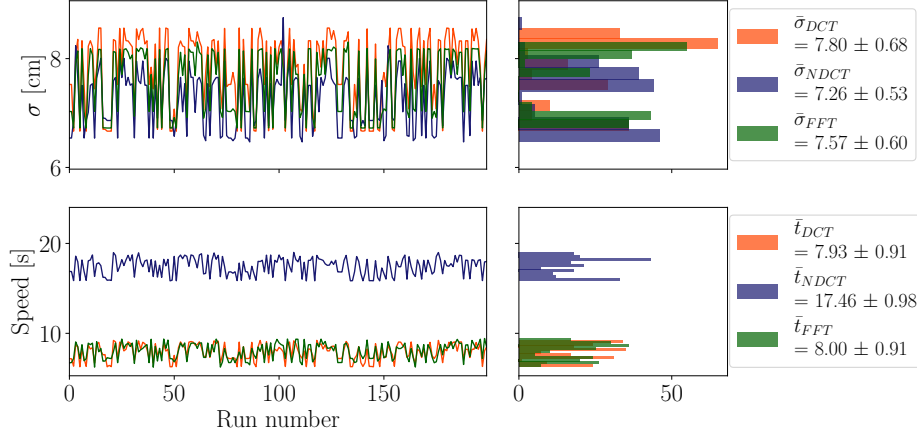 8
6
σ [cm]
σ̄_DCT
= 7.80 ± 0.68
σ̄_NDCT
= 7.26 ± 0.53
σ̄_FFT
= 7.57 ± 0.60
20
10
Speed [s]
0
50
100
150
Run number
0
50
t̄_DCT
= 7.93 ± 0.91
t̄_NDCT
= 17.46 ± 0.98
t̄_FFT
= 8.00 ± 0.91